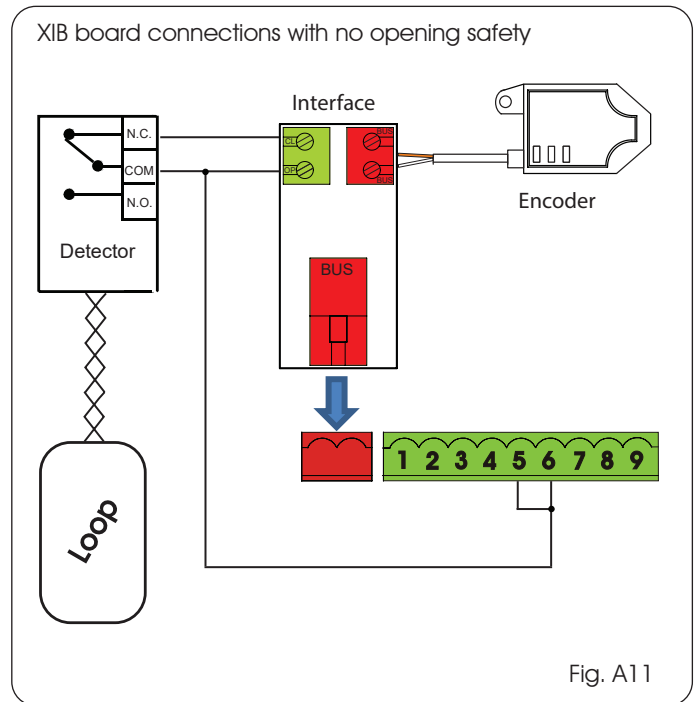 XIB board connections with no opening safety
Interface
N.C.
COM
N.O.
CL
OP
BUS
BUS
Detector
Encoder
BUS
1 2 3 4 5 6 7 8 9
Loop
Fig. A11